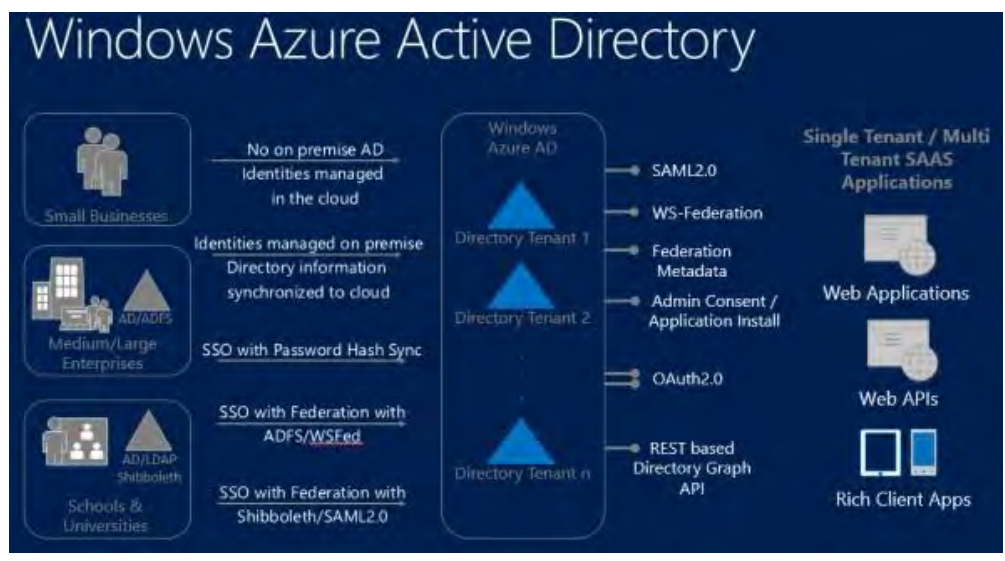 Windows Azure Active Directory
Small Businesses
AD/ADFS
Medium/Large
Enterprises
AD/LDAP
Shibboleth
Schools &
Universities
No on premise AD
Identities managed
in the cloud
Identities managed on premise
Directory information
synchronized to cloud
SSO with Password Hash Sync
SSO with Federation with
ADFS/WSFed
SSO with Federation with
Shibboleth/SAML2.0
Windows
Azure AD
Directory Tenant 1
Directory Tenant 2
Directory Tenant n
SAML2.0
WS-Federation
Federation
Metadata
Admin Consent /
Application Install
OAuth2.0
REST based
Directory Graph
API
Single Tenant / Multi
Tenant SAAS
Applications
Web Applications
Web APIs
Rich Client Apps